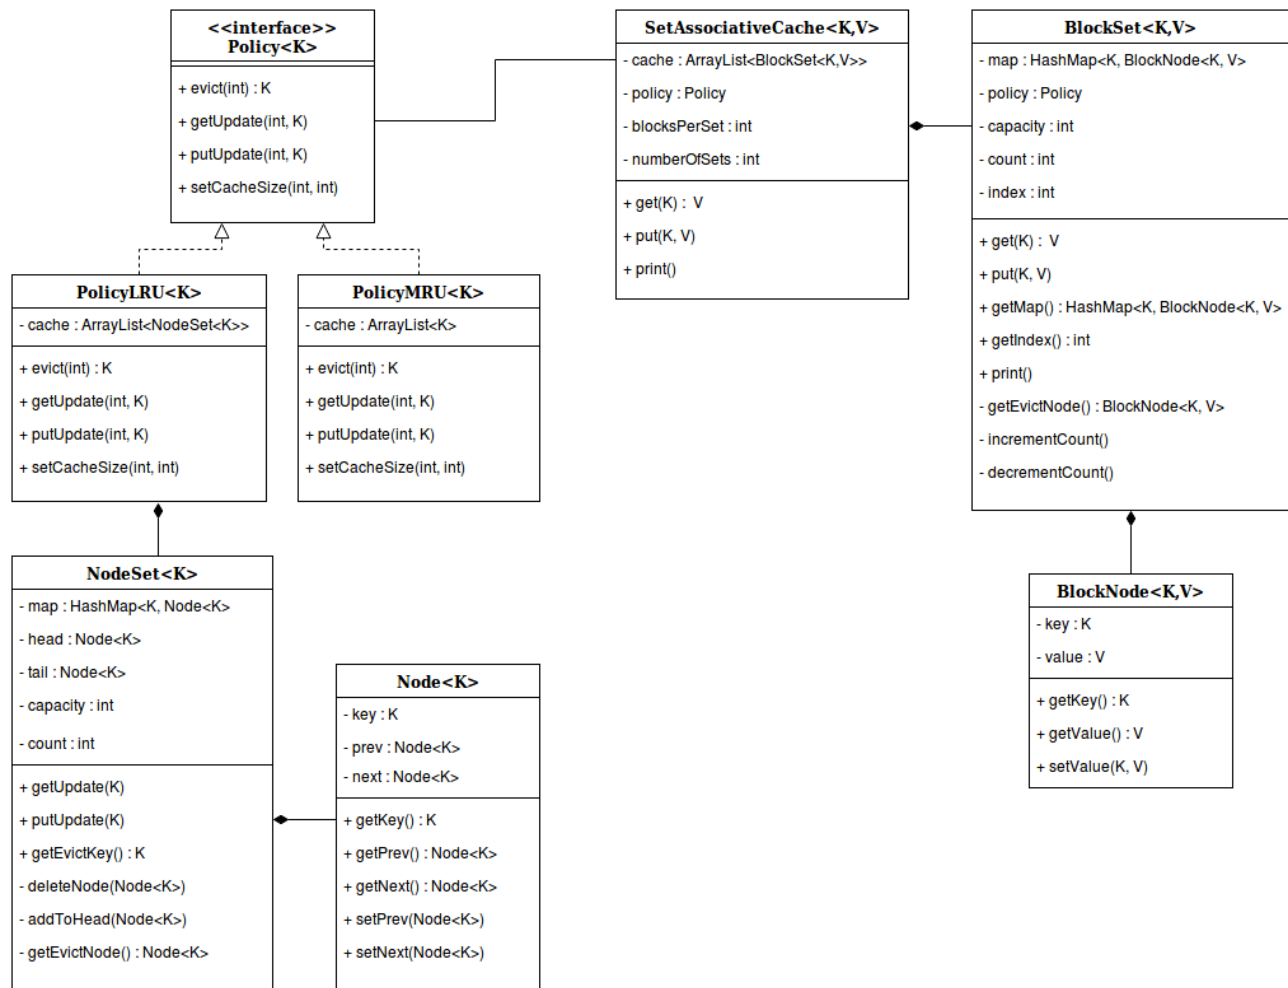 <<interface>>
Policy<K>
+ evict(int) : K
+ getUpdate(int, K)
+ putUpdate(int, K)
+ setCacheSize(int, int)
SetAssociativeCache<K,V>
- cache : ArrayList<BlockSet<K,V>>
- policy : Policy
- blocksPerSet : int
- numberOfSets : int
+ get(K) : V
+ put(K, V)
+ print()
BlockSet<K,V>
- map : HashMap<K, BlockNode<K, V>
- policy : Policy
- capacity : int
- count : int
- index : int
+ get(K) : V
+ put(K, V)
+ getMap() : HashMap<K, BlockNode<K, V>
+ getIndex() : int
+ print()
- getEvictNode() : BlockNode<K, V>
- incrementCount()
- decrementCount()
PolicyLRU<K>
- cache : ArrayList<NodeSet<K>>
+ evict(int) : K
+ getUpdate(int, K)
+ putUpdate(int, K)
+ setCacheSize(int, int)
PolicyMRU<K>
- cache : ArrayList<K>
+ evict(int) : K
+ getUpdate(int, K)
+ putUpdate(int, K)
+ setCacheSize(int, int)
NodeSet<K>
- map : HashMap<K, Node<K>
- head : Node<K>
- tail : Node<K>
- capacity : int
- count : int
+ getUpdate(K)
+ putUpdate(K)
+ getEvictKey() : K
- deleteNode(Node<K>)
- addToHead(Node<K>)
- getEvictNode() : Node<K>
Node<K>
- key : K
- prev : Node<K>
- next : Node<K>
+ getKey() : K
+ getPrev() : Node<K>
+ getNext() : Node<K>
+ setPrev(Node<K>)
+ setNext(Node<K>)
BlockNode<K,V>
- key : K
- value : V
+ getKey() : K
+ getValue() : V
+ setValue(K, V)